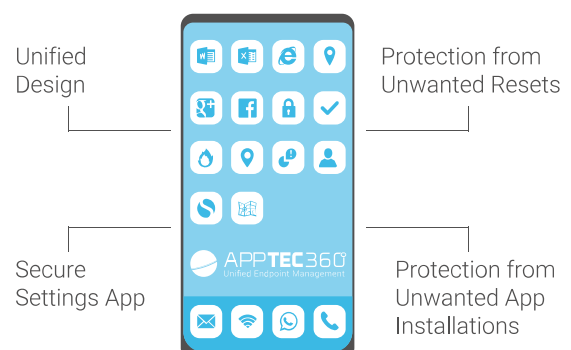 Unified
Design
Protection from
Unwanted Resets
W
X
g+
f
APPTEC360°
Unified Endpoint Management
Secure
Settings App
Protection from
Unwanted App
Installations